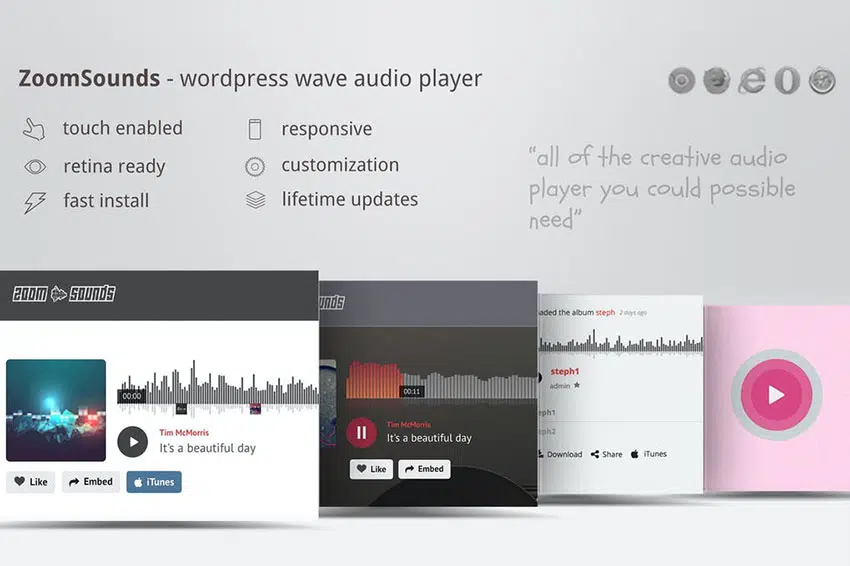 ZoomSounds - wordpress wave audio player
touch enabled
responsive
retina ready
customization
fast install
lifetime updates
“all of the creative audio
player you could possible
need”
ZOOM SOUNDS
00:00
Tim McMorris
It's a beautiful day
Like
Embed
iTunes
00:11
Tim McMorris
It's a beautiful day
Like
Embed
aded the album steph 2 days ago
steph1
admin
Download
Share
iTunes